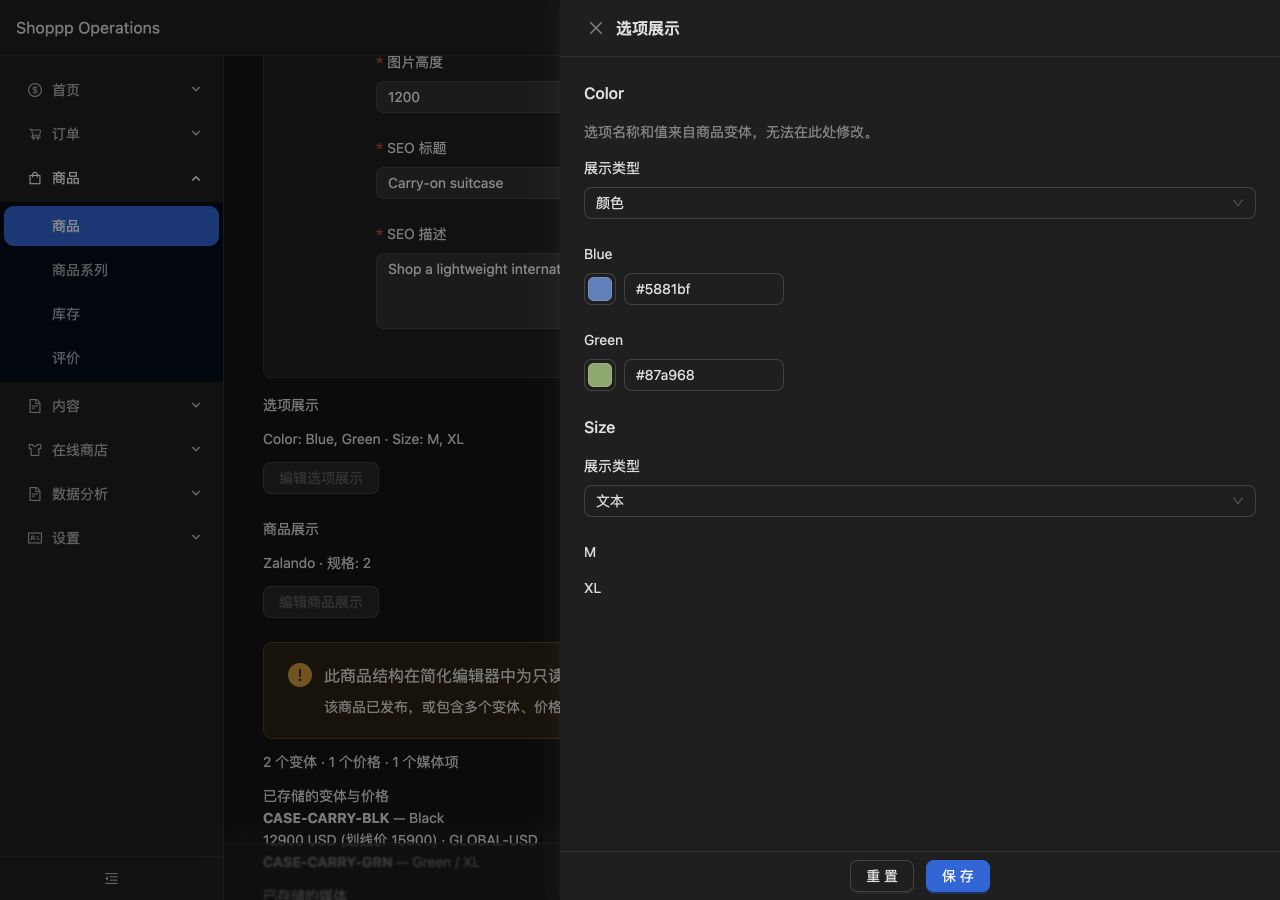 Shoppp Operations
首页
订单
商品
商品
商品系列
库存
评价
内容
在线商店
数据分析
设置
* 图片高度
1200
* SEO 标题
Carry-on suitcase
* SEO 描述
Shop a lightweight internat
选项展示
Color: Blue, Green · Size: M, XL
编辑选项展示
商品展示
Zalando · 规格: 2
编辑商品展示
此商品结构在简化编辑器中为只读
该商品已发布，或包含多个变体、价格
2 个变体 · 1 个价格 · 1 个媒体项
已存储的变体与价格
CASE-CARRY-BLK — Black
12900 USD (划线价 15900) · GLOBAL-USD
CASE-CARRY-GRN — Green / XL
已存储的媒体
选项展示
Color
选项名称和值来自商品变体，无法在此处修改。
展示类型
颜色
Blue
#5881bf
Green
#87a968
Size
展示类型
文本
M
XL
重 置
保 存